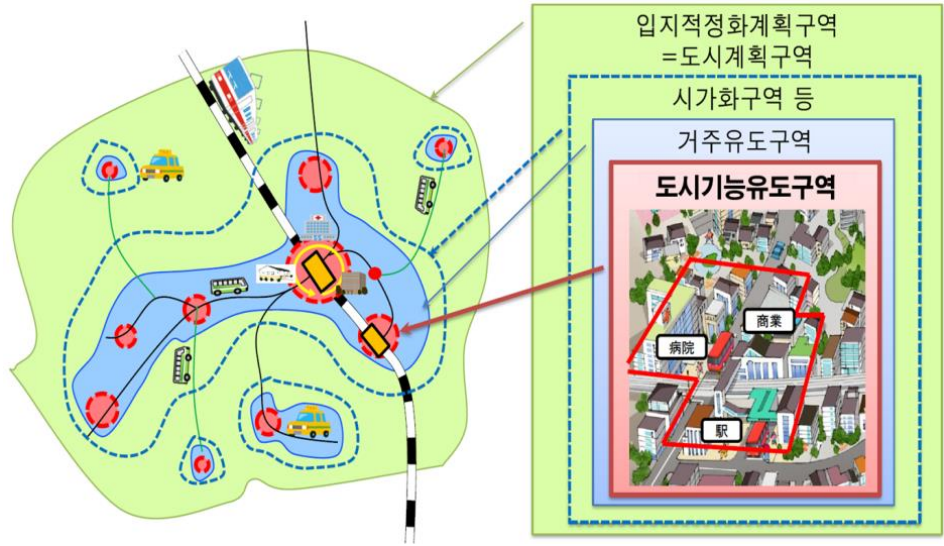 입지적정화계획구역
=도시계획구역
시가화구역 등
거주유도구역
도시기능유도구역
商業
病院
駅